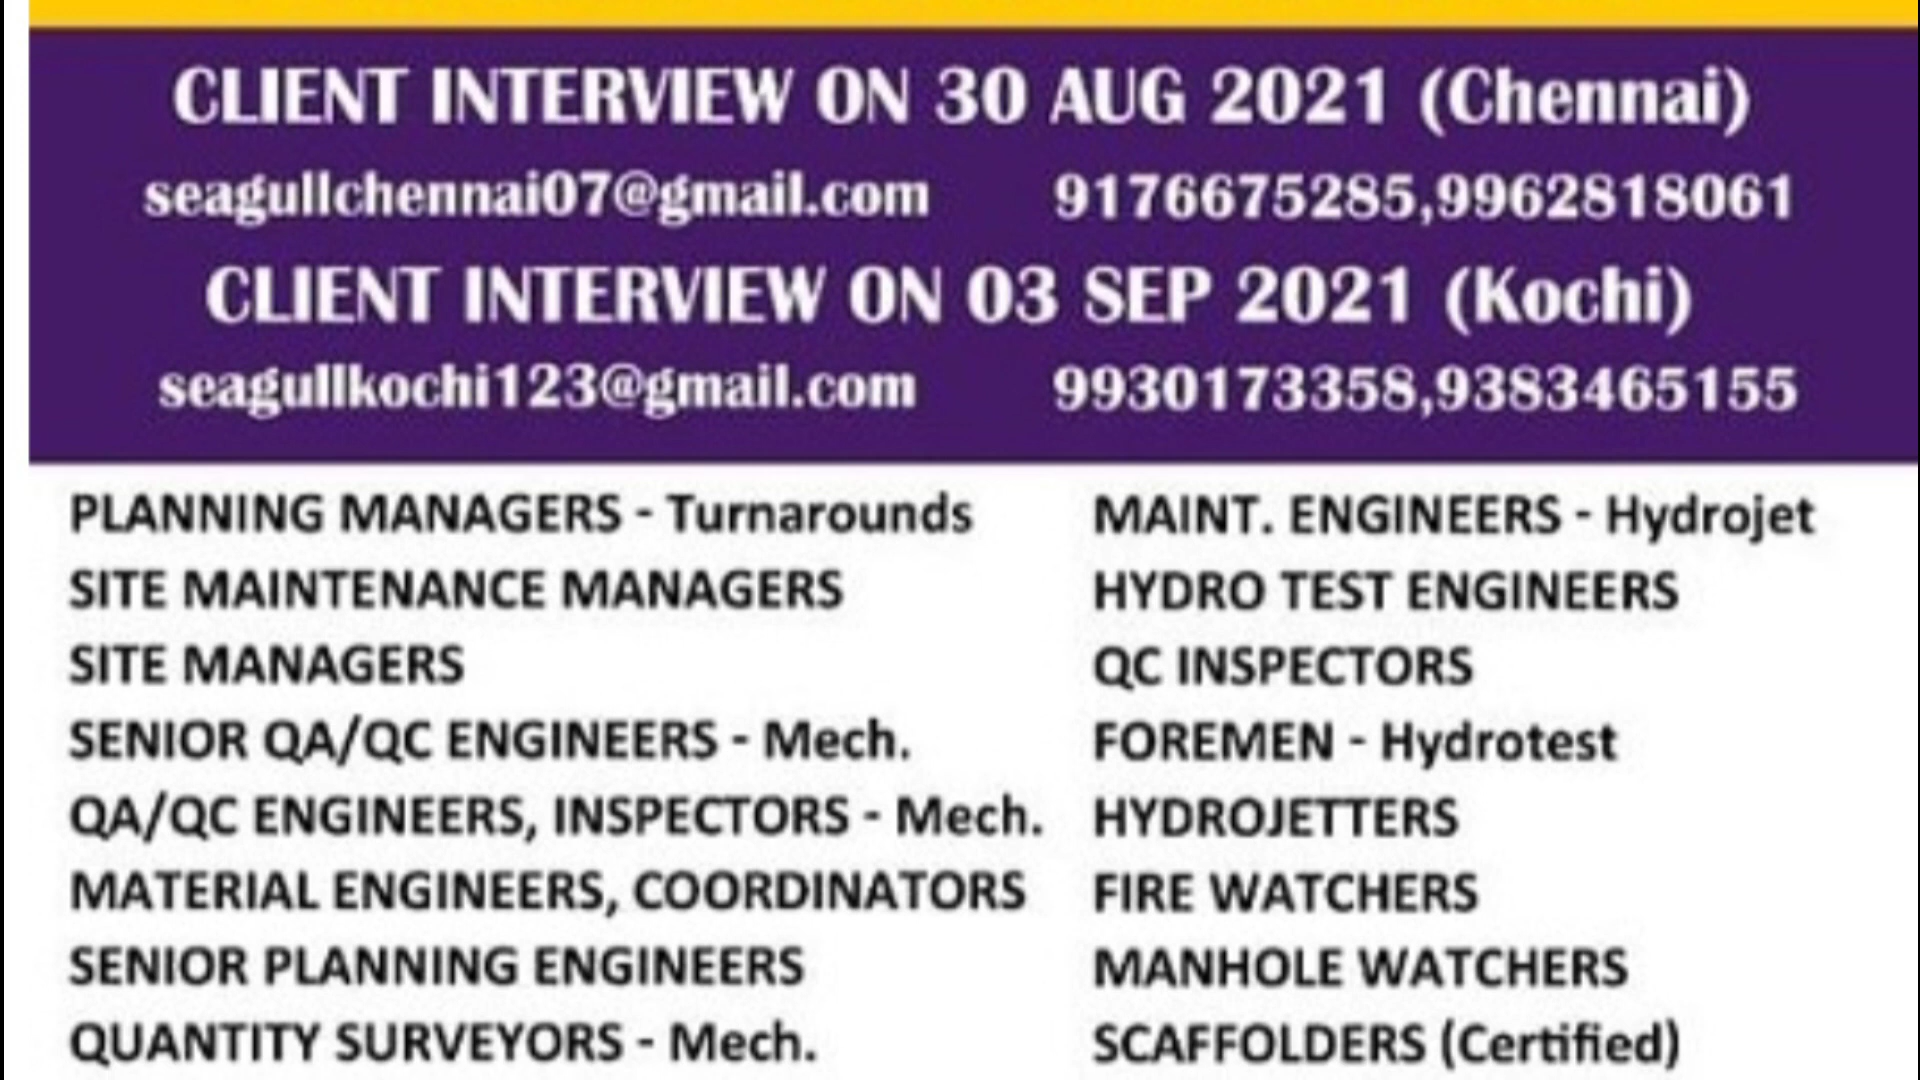 CLIENT INTERVIEW ON 30 AUG 2021 (Chennai)
seagullchennai07@gmail.com 9176675285,9962818061
CLIENT INTERVIEW ON 03 SEP 2021 (Kochi)
seagullkochi123@gmail.com 9930173358,9383465155
PLANNING MANAGERS - Turnarounds
SITE MAINTENANCE MANAGERS
SITE MANAGERS
SENIOR QA/QC ENGINEERS - Mech.
QA/QC ENGINEERS, INSPECTORS - Mech.
MATERIAL ENGINEERS, COORDINATORS
SENIOR PLANNING ENGINEERS
QUANTITY SURVEYORS - Mech.
MAINT. ENGINEERS - Hydrojet
HYDRO TEST ENGINEERS
QC INSPECTORS
FOREMEN - Hydrotest
HYDROJETTERS
FIRE WATCHERS
MANHOLE WATCHERS
SCAFFOLDERS (Certified)